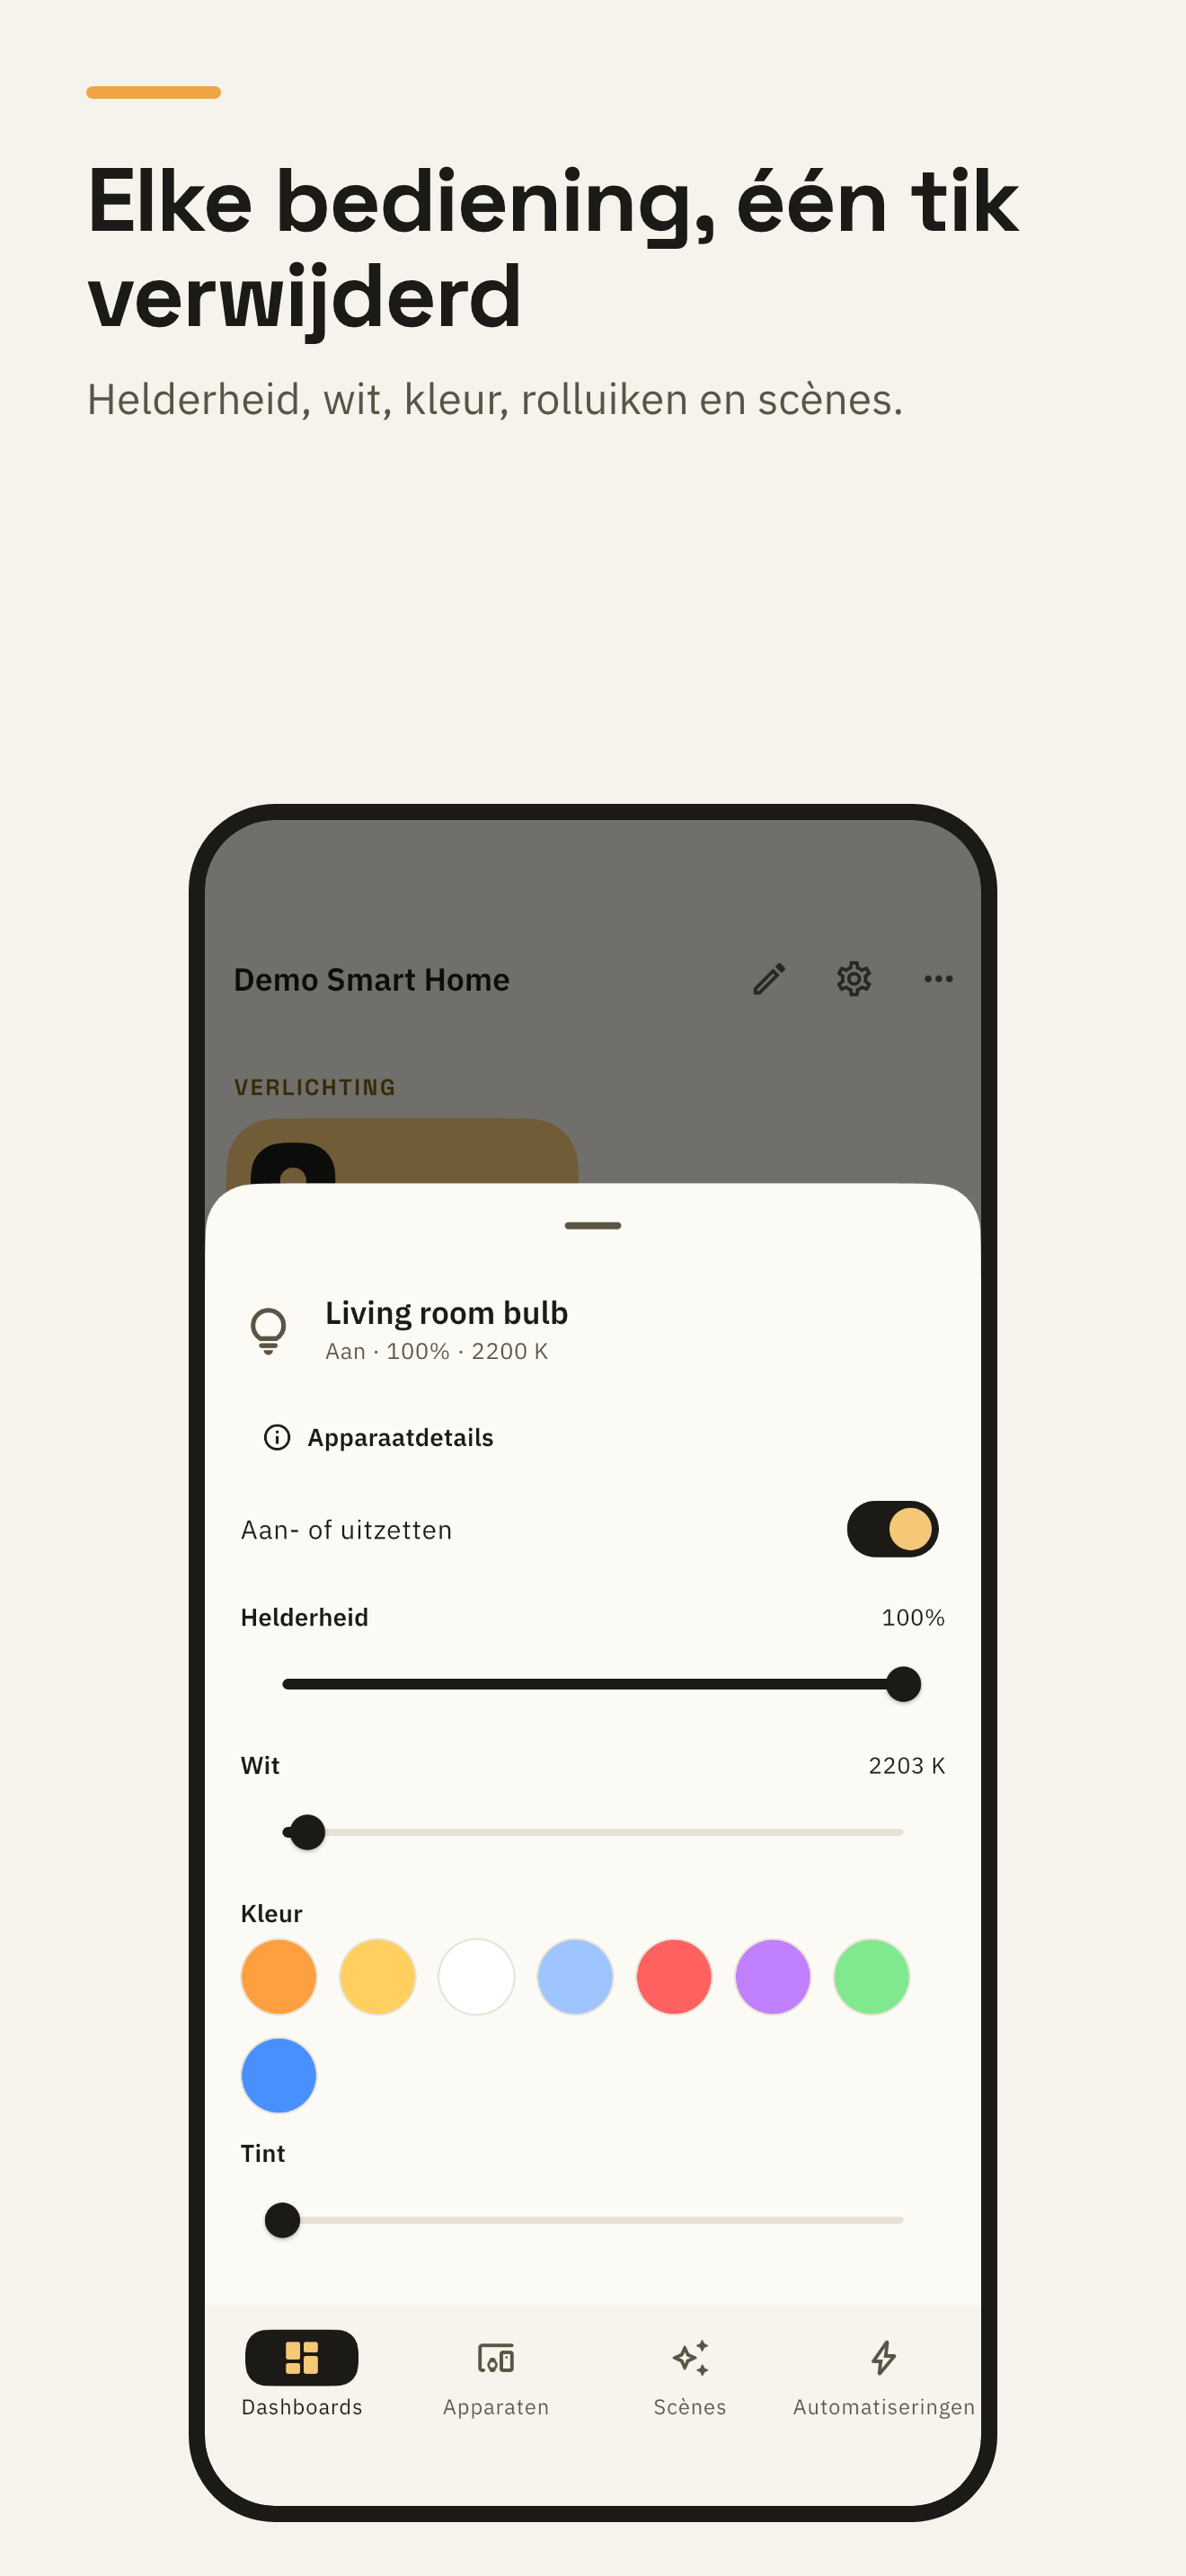 Elke bediening, één tik
verwijderd
Helderheid, wit, kleur, rolluiken en scènes.
Demo Smart Home
VERLICHTING
Living room bulb
Aan · 100% · 2200 K
Apparaatdetails
Aan- of uitzetten
Helderheid 100%
Wit 2203 K
Kleur
Tint
Dashboards Apparaten Scènes Automatiseringen